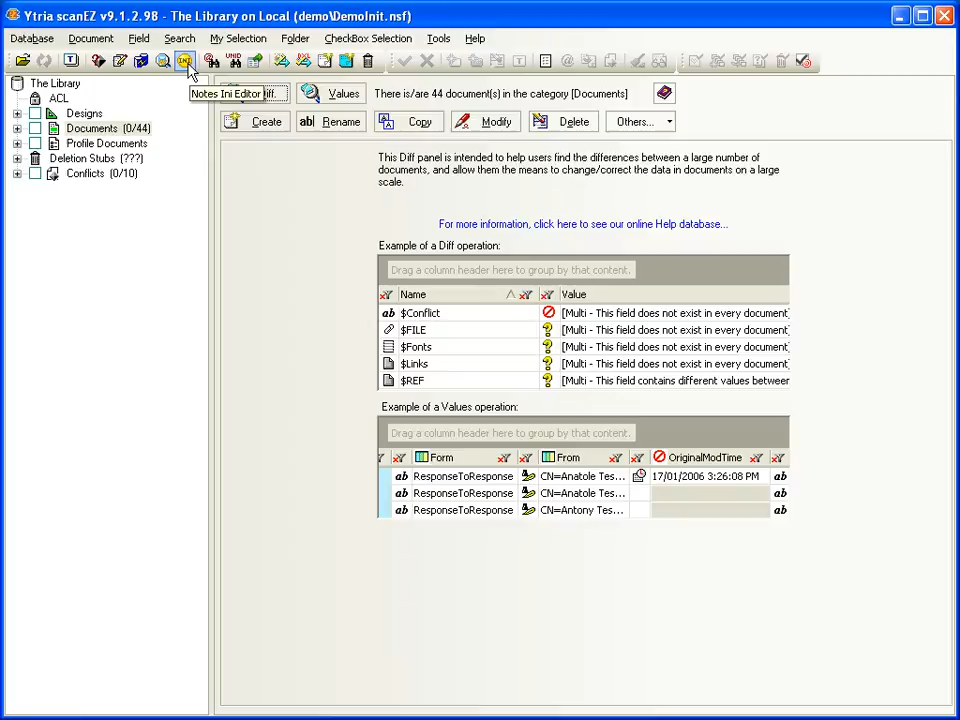 Ytria scanEZ v9.1.2.98 - The Library on Local (demo\DemoInit.nsf)
Database Document Field Search My Selection Folder CheckBox Selection Tools Help
The Library
ACL
Designs
Documents (0/44)
Profile Documents
Deletion Stubs (???)
Conflicts (0/10)
Notes Ini Editor
Values
There is/are 44 document(s) in the category [Documents]
Create Rename Copy Modify Delete Others...
This Diff panel is intended to help users find the differences between a large number of
documents, and allow them the means to change/correct the data in documents on a large
scale.
For more information, click here to see our online Help database...
Example of a Diff operation:
Drag a column header here to group by that content.
Name Value
ab $Conflict [Multi - This field does not exist in every document]
$FILE [Multi - This field does not exist in every document]
$Fonts [Multi - This field does not exist in every document]
$Links [Multi - This field does not exist in every document]
$REF [Multi - This field contains different values between
Example of a Values operation:
Drag a column header here to group by that content.
Form From OriginalModTime
ab ResponseToResponse CN=Anatole Tes... 17/01/2006 3:26:08 PM ab
ab ResponseToResponse CN=Anatole Tes... ab
ab ResponseToResponse CN=Antony Tes... ab